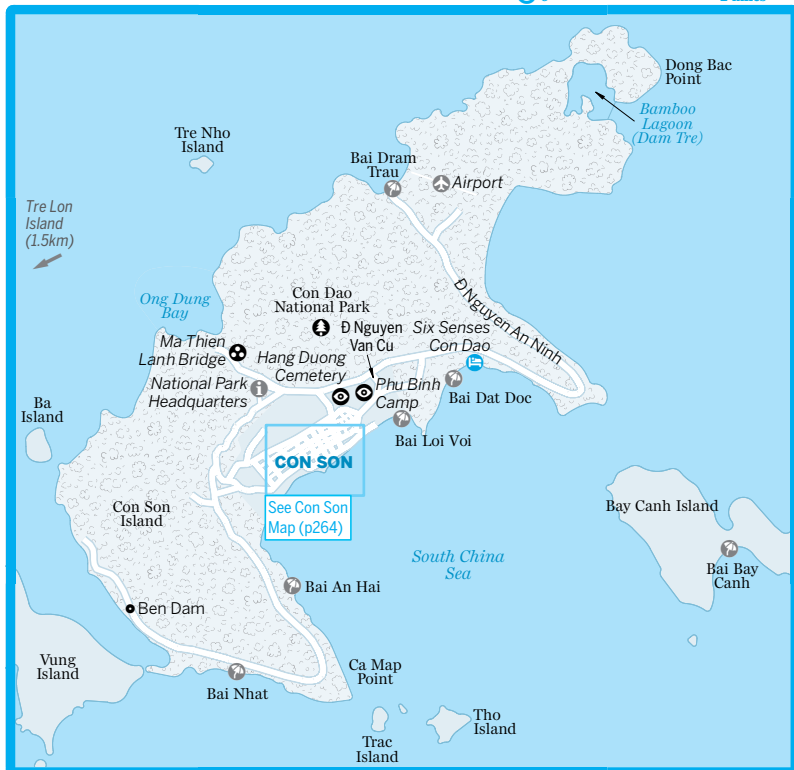 Dong Bac
Point
Bamboo
Lagoon
(Dam Tre)
Tre Nho
Island
Bai Dram
Trau
Airport
Tre Lon
Island
(1.5km)
Ong Dung
Bay
Con Dao
National Park
Đ Nguyen An Ninh
Đ Nguyen
Van Cu
Six Senses
Con Dao
Ma Thien
Lanh Bridge
Hang Duong
Cemetery
National Park
Headquarters
Phu Binh
Camp
Bai Dat Doc
Ba
Island
Bai Loi Voi
CON SON
See Con Son
Map (p264)
Con Son
Island
Bay Canh Island
South China
Sea
Bai Bay
Canh
Bai An Hai
Ben Dam
Vung
Island
Ca Map
Point
Bai Nhat
Tho
Island
Trac
Island